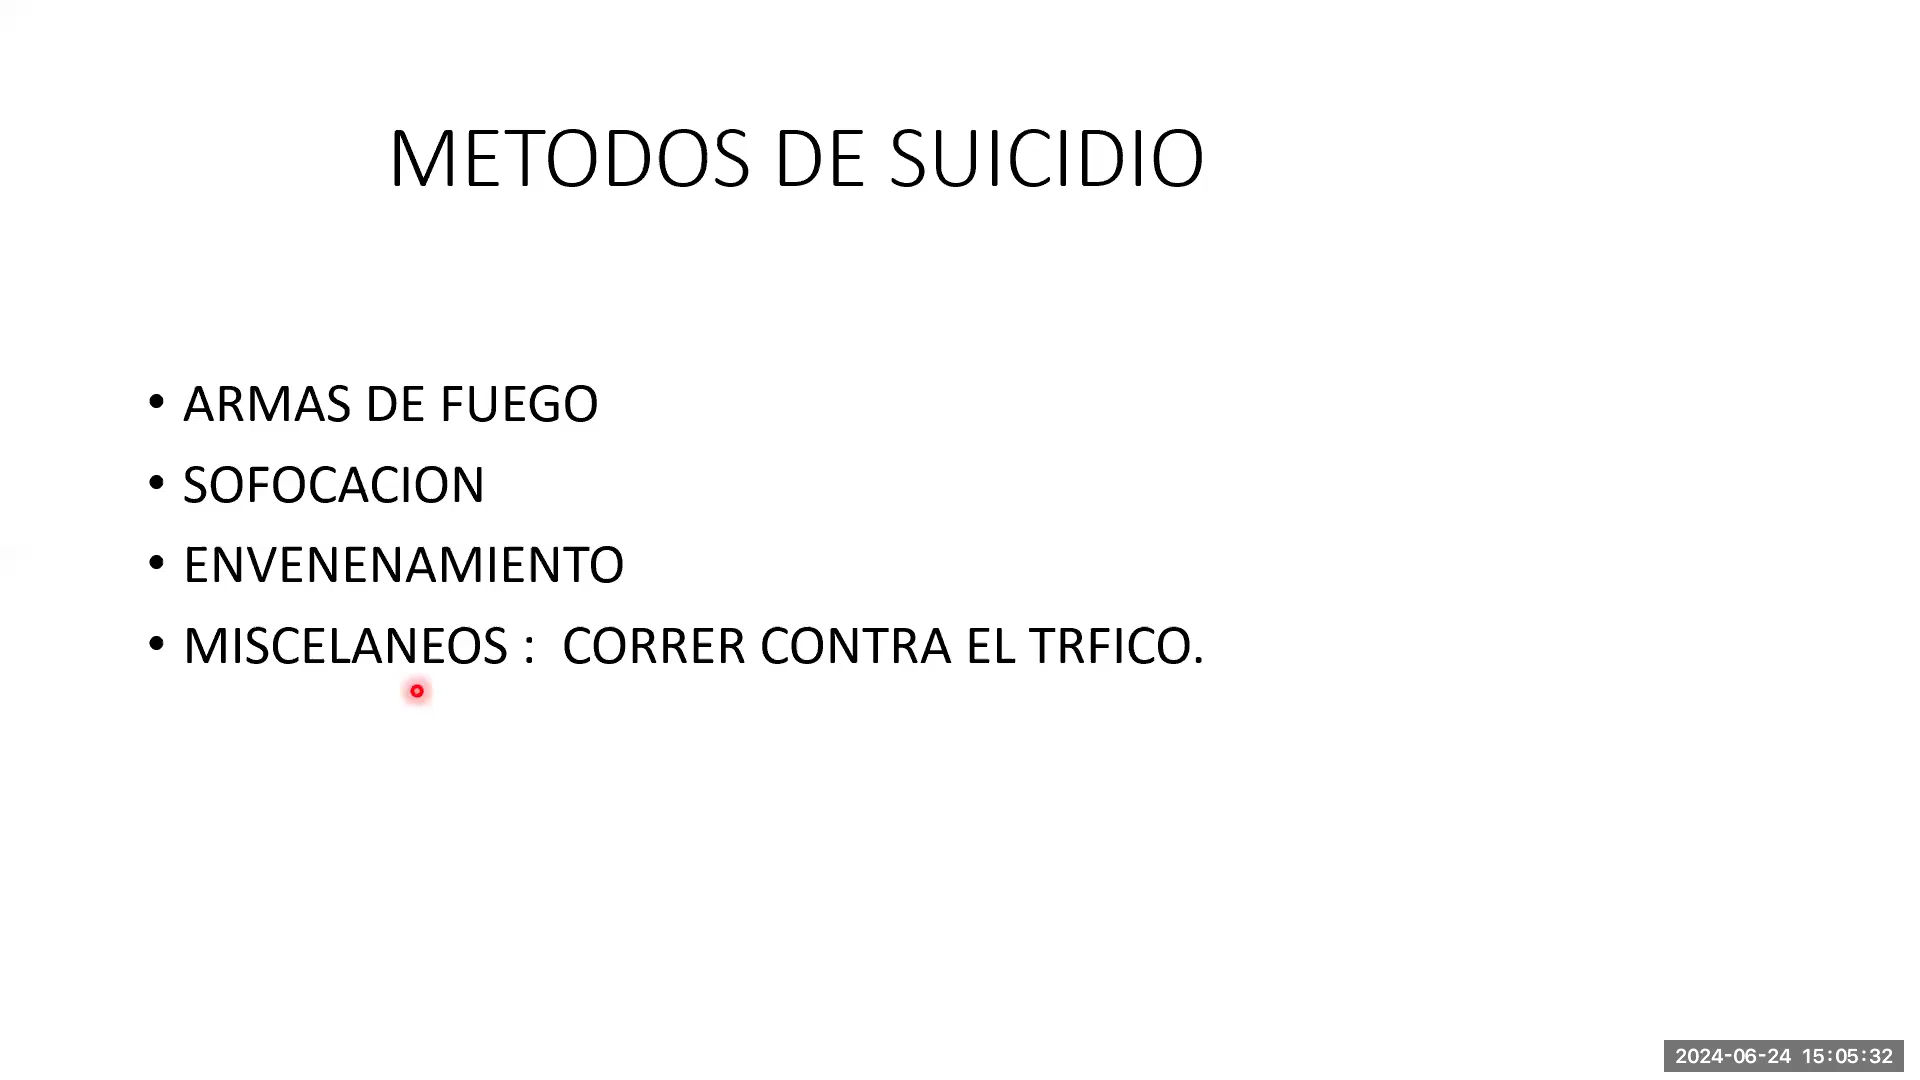 METODOS DE SUICIDIO
• ARMAS DE FUEGO
• SOFOCACION
• ENVENENAMIENTO
• MISCELANEOS : CORRER CONTRA EL TRFICO.
2024-06-24 15:05:32